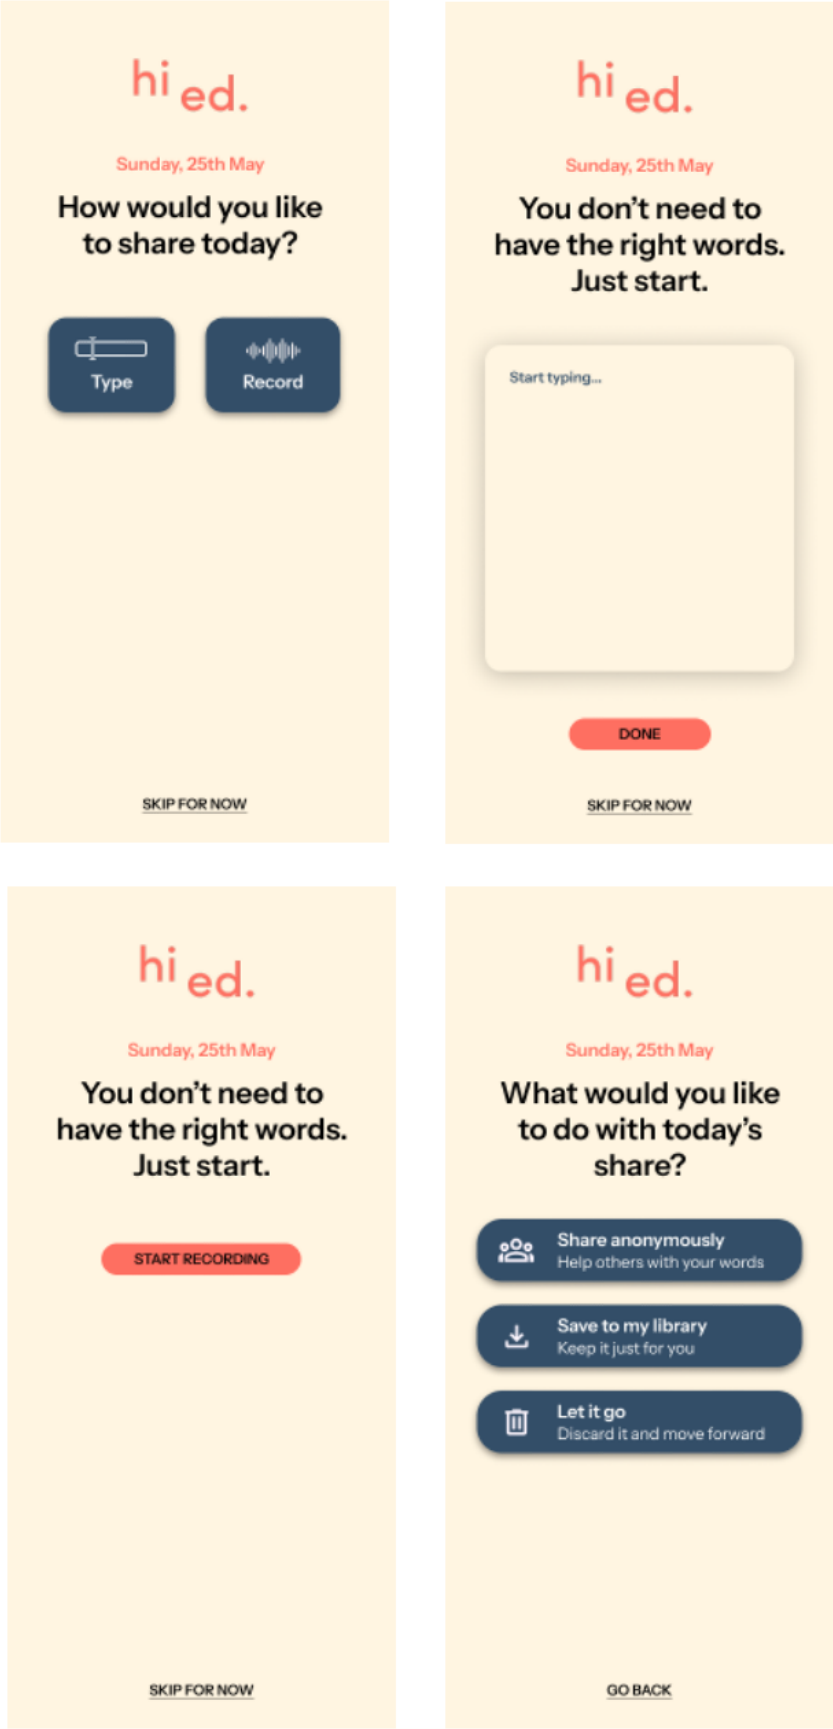 hi ed.
Sunday, 25th May
How would you like
to share today?
Type
Record
SKIP FOR NOW
hi ed.
Sunday, 25th May
You don't need to
have the right words.
Just start.
Start typing...
DONE
SKIP FOR NOW
hi ed.
Sunday, 25th May
You don't need to
have the right words.
Just start.
START RECORDING
SKIP FOR NOW
hi ed.
Sunday, 25th May
What would you like
to do with today's
share?
Share anonymously
Help others with your words
Save to my library
Keep it just for you
Let it go
Discard it and move forward
GO BACK